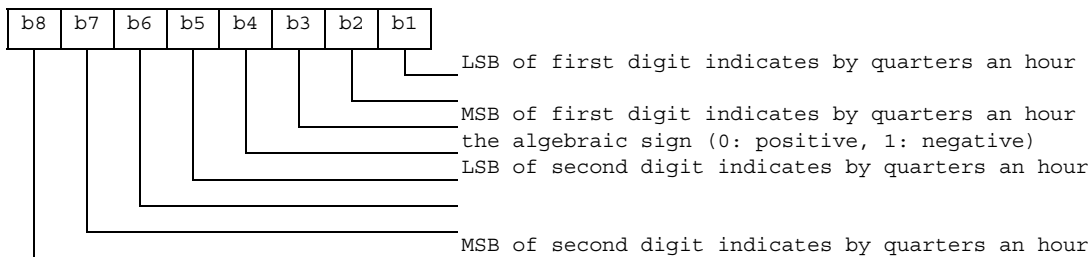 b8 b7 b6 b5 b4 b3 b2 b1
LSB of first digit indicates by quarters an hour
MSB of first digit indicates by quarters an hour
the algebraic sign (0: positive, 1: negative)
LSB of second digit indicates by quarters an hour
MSB of second digit indicates by quarters an hour